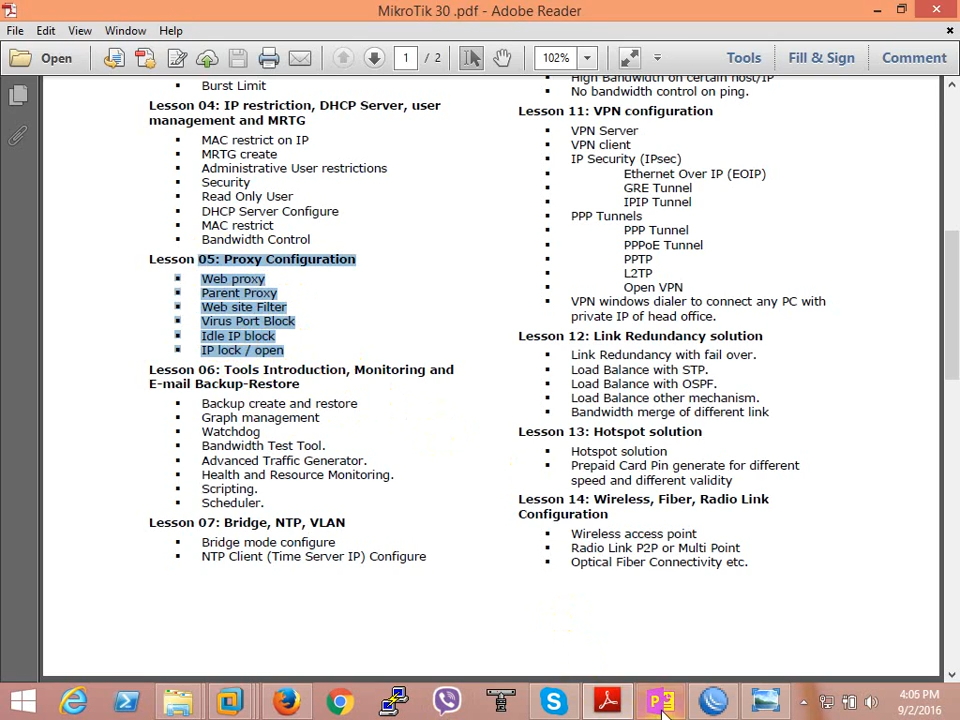 MikroTik 30 .pdf - Adobe Reader
File Edit View Window Help
Open 1 / 2 102% Tools Fill & Sign Comment
Burst Limit
Lesson 04: IP restriction, DHCP Server, user
management and MRTG
MAC restrict on IP
MRTG create
Administrative User restrictions
Security
Read Only User
DHCP Server Configure
MAC restrict
Bandwidth Control
Lesson 05: Proxy Configuration
Web proxy
Parent Proxy
Web site Filter
Virus Port Block
Idle IP block
IP lock / open
Lesson 06: Tools Introduction, Monitoring and
E-mail Backup-Restore
Backup create and restore
Graph management
Watchdog
Bandwidth Test Tool.
Advanced Traffic Generator.
Health and Resource Monitoring.
Scripting.
Scheduler.
Lesson 07: Bridge, NTP, VLAN
Bridge mode configure
NTP Client (Time Server IP) Configure
High Bandwidth on certain host/IP
No bandwidth control on ping.
Lesson 11: VPN configuration
VPN Server
VPN client
IP Security (IPsec)
Ethernet Over IP (EOIP)
GRE Tunnel
IPIP Tunnel
PPP Tunnels
PPP Tunnel
PPPoE Tunnel
PPTP
L2TP
Open VPN
VPN windows dialer to connect any PC with
private IP of head office.
Lesson 12: Link Redundancy solution
Link Redundancy with fail over.
Load Balance with STP.
Load Balance with OSPF.
Load Balance other mechanism.
Bandwidth merge of different link
Lesson 13: Hotspot solution
Hotspot solution
Prepaid Card Pin generate for different
speed and different validity
Lesson 14: Wireless, Fiber, Radio Link
Configuration
Wireless access point
Radio Link P2P or Multi Point
Optical Fiber Connectivity etc.
4:05 PM
9/2/2016